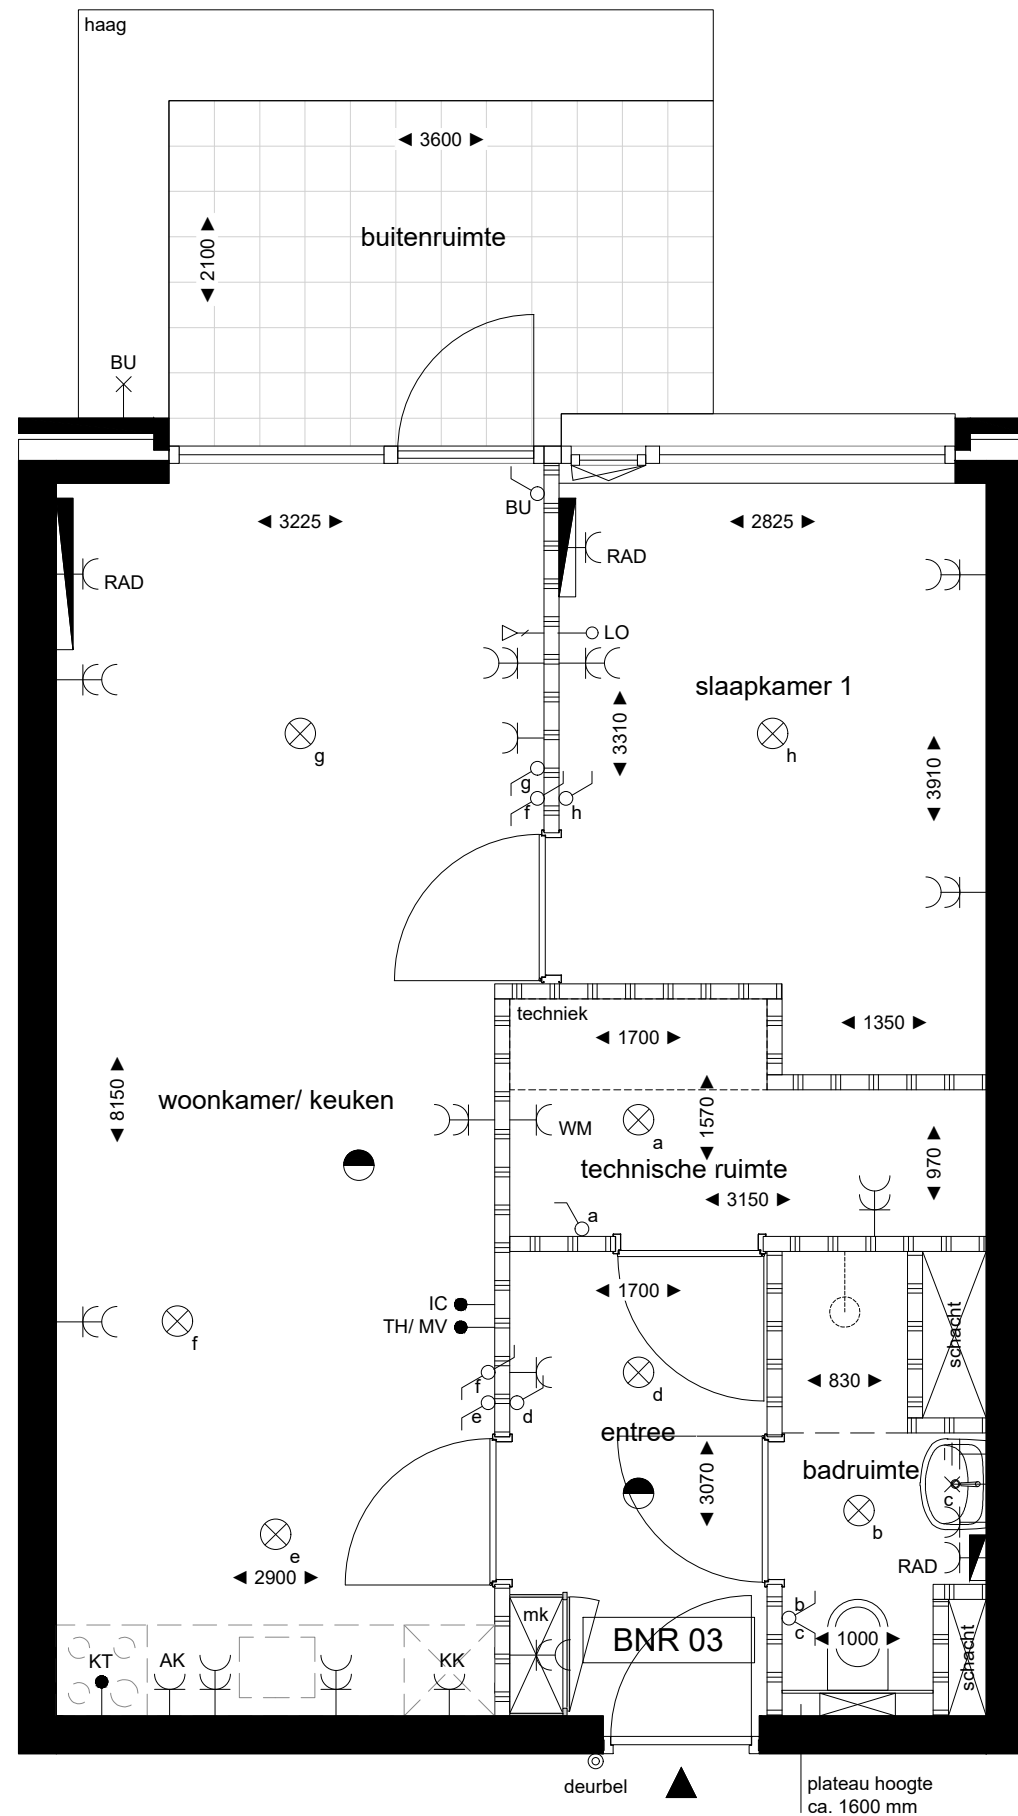 haag
3600
2100
buitenruimte
BU
BU
3225
2825
RAD
RAD
LO
slaapkamer 1
3310
3910
g
h
g
f
h
techniek
1700
1350
8150
woonkamer/ keuken
WM
a
1570
970
technische ruimte
3150
a
IC
TH/ MV
1700
schacht
f
f
e
d
d
830
entree
3070
badruimte
c
b
e
2900
RAD
mk
BNR 03
b
c
1000
schacht
KT
AK
KK
deurbel
plateau hoogte
ca. 1600 mm